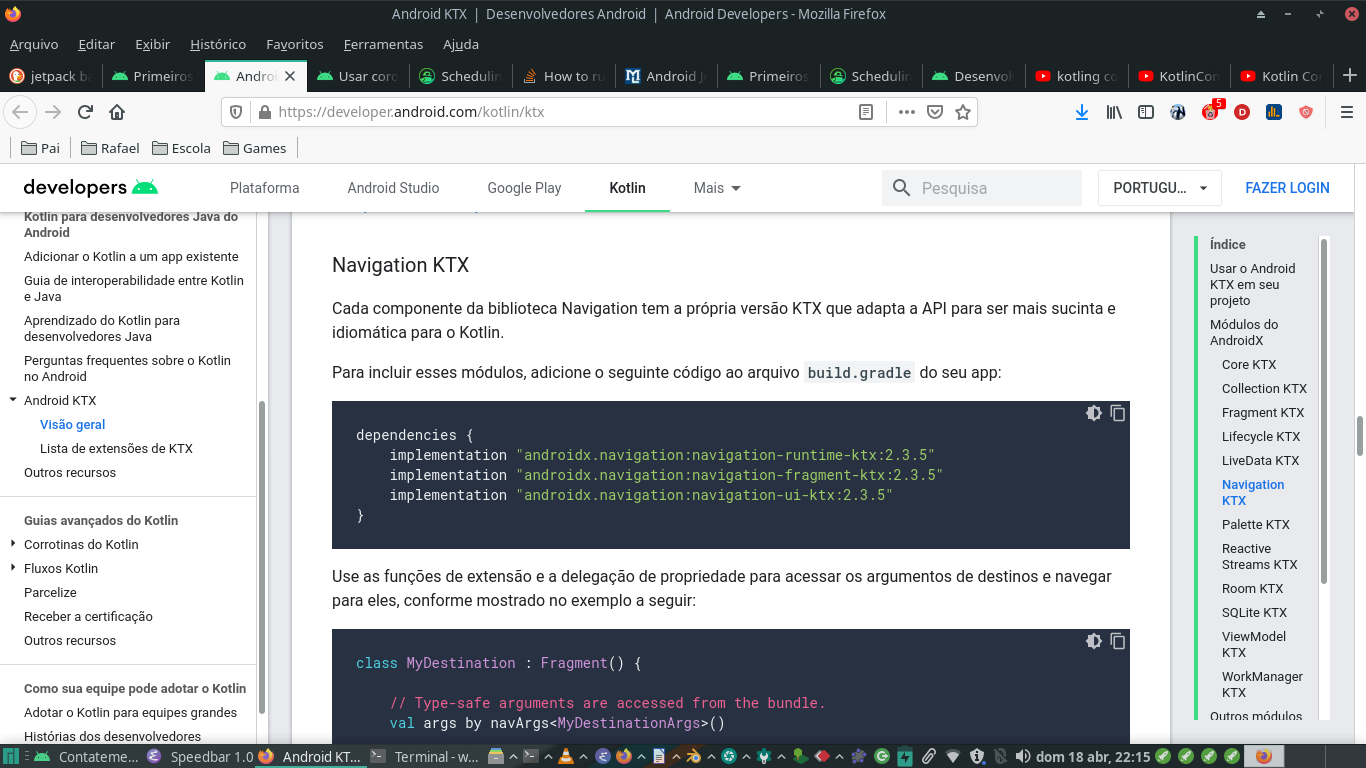 Android KTX | Desenvolvedores Android | Android Developers - Mozilla Firefox
Arquivo Editar Exibir Histórico Favoritos Ferramentas Ajuda
jetpack Primeiros Androi Usar coro Schedulin How to ru Android J Primeiros Schedulin Desenvol kotling co KotlinCon Kotlin Cor
https://developer.android.com/kotlin/ktx
5
Pai Rafael Escola Games
developers Plataforma Android Studio Google Play Kotlin Mais Pesquisa PORTUGU... FAZER LOGIN
Kotlin para desenvolvedores Java do
Android
Adicionar o Kotlin a um app existente
Guia de interoperabilidade entre Kotlin
e Java
Aprendizado do Kotlin para
desenvolvedores Java
Perguntas frequentes sobre o Kotlin
no Android
Android KTX
Visão geral
Lista de extensões de KTX
Outros recursos
Guias avançados do Kotlin
Corrotinas do Kotlin
Fluxos Kotlin
Parcelize
Receber a certificação
Outros recursos
Como sua equipe pode adotar o Kotlin
Adotar o Kotlin para equipes grandes
Histórias dos desenvolvedores
Navigation KTX
Cada componente da biblioteca Navigation tem a própria versão KTX que adapta a API para ser mais sucinta e
idiomática para o Kotlin.
Para incluir esses módulos, adicione o seguinte código ao arquivo build.gradle do seu app:
dependencies {
    implementation "androidx.navigation:navigation-runtime-ktx:2.3.5"
    implementation "androidx.navigation:navigation-fragment-ktx:2.3.5"
    implementation "androidx.navigation:navigation-ui-ktx:2.3.5"
}
Use as funções de extensão e a delegação de propriedade para acessar os argumentos de destinos e navegar
para eles, conforme mostrado no exemplo a seguir:
class MyDestination : Fragment() {
    // Type-safe arguments are accessed from the bundle.
    val args by navArgs<MyDestinationArgs>()
Índice
Usar o Android
KTX em seu
projeto
Módulos do
AndroidX
Core KTX
Collection KTX
Fragment KTX
Lifecycle KTX
LiveData KTX
Navigation
KTX
Palette KTX
Reactive
Streams KTX
Room KTX
SQLite KTX
ViewModel
KTX
WorkManager
KTX
Outros módulos
Contateme... Speedbar 1.0 Android KT... Terminal - w... dom 18 abr, 22:15